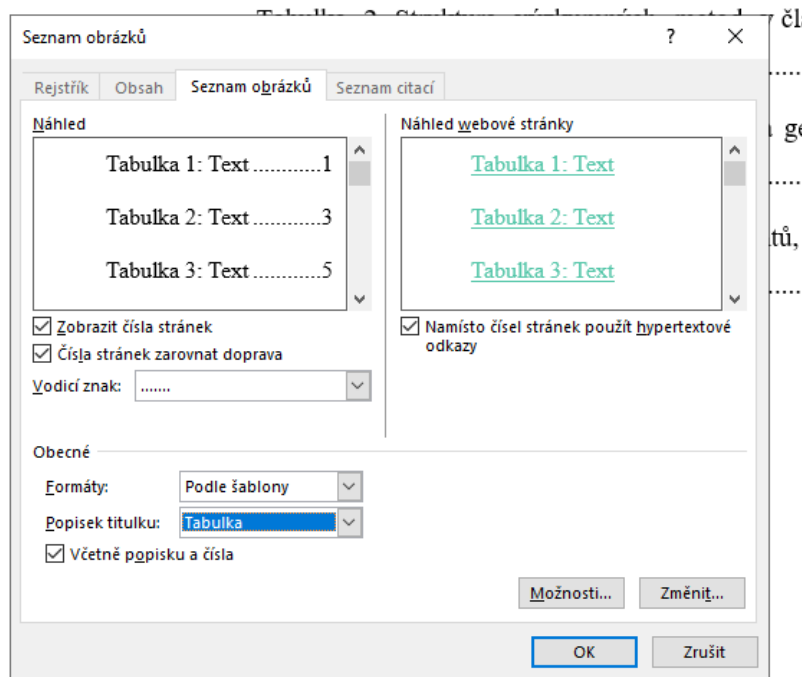 Seznam obrázků
?
Rejstřík
Obsah
Seznam obrázků
Seznam citací
Náhled
Tabulka 1: Text ............1
Tabulka 2: Text ............3
Tabulka 3: Text ............5
Zobrazit čísla stránek
Čísla stránek zarovnat doprava
Vodicí znak: .......
Náhled webové stránky
Tabulka 1: Text
Tabulka 2: Text
Tabulka 3: Text
Namísto čísel stránek použít hypertextové
odkazy
Obecné
Formáty: Podle šablony
Popisek titulku: Tabulka
Včetně popisku a čísla
Možnosti...
Změnit...
OK
Zrušit